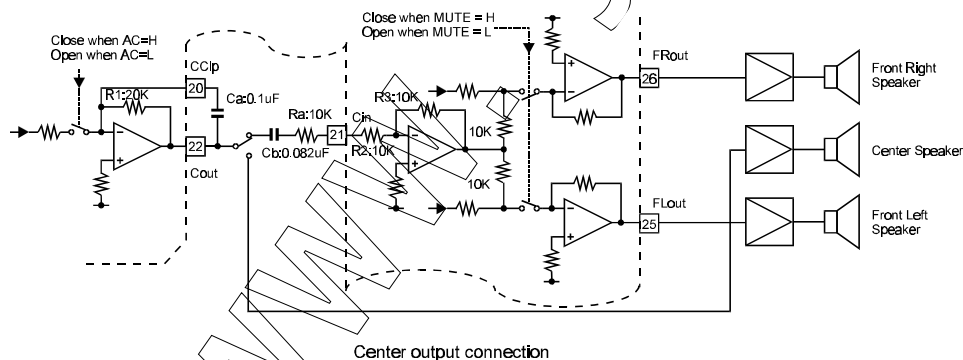 Close when MUTE = H
Open when MUTE = L
Close when AC=H
Open when AC=L
CClp
20
R1:20K
Ca:0.1uF
22
Cout
Ra:10K
Cb:0.082uF
21
Cin
R3:10K
R2:10K
10K
10K
FRout
26
FLout
25
Front Right
Speaker
Center Speaker
Front Left
Speaker
Center output connection